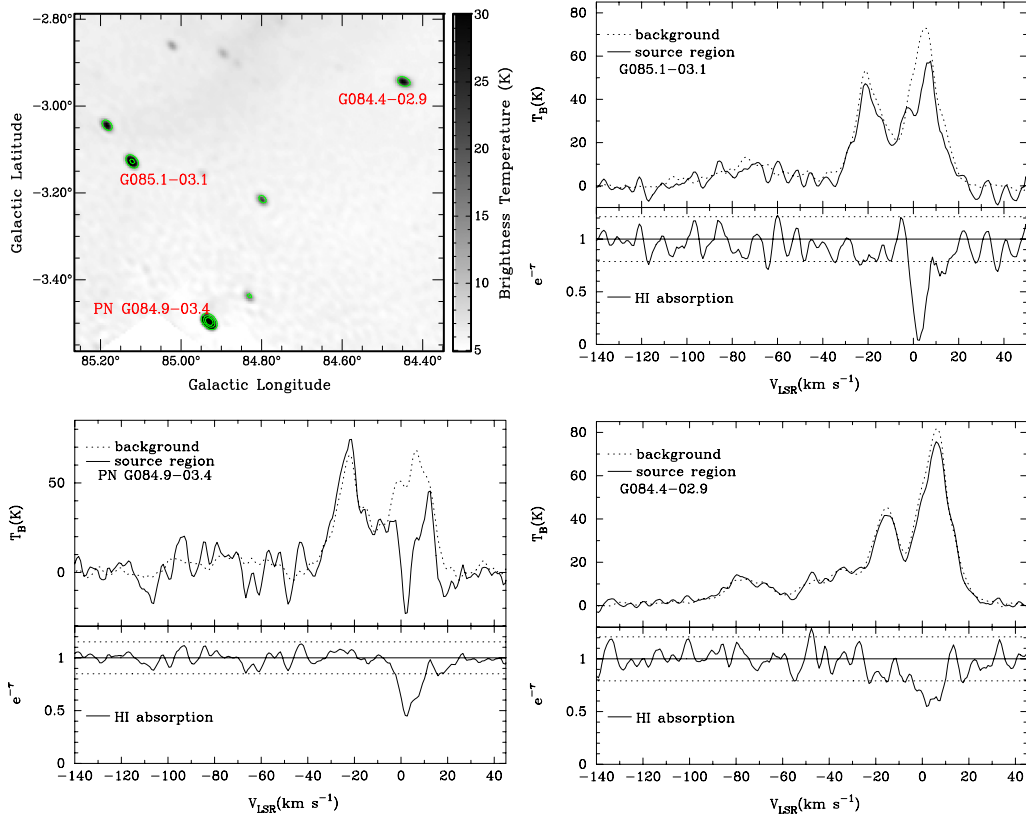 -2.80°
-3.00°
-3.20°
-3.40°
Galactic Latitude
G084.4-02.9
G085.1-03.1
PN G084.9-03.4
85.20° 85.00° 84.80° 84.60° 84.40°
Galactic Longitude
30
25
20
15
10
5
Brightness Temperature (K)
80
60
40
20
0
T_B(K)
background
source region
G085.1-03.1
1
0.5
0
e^-τ
HI absorption
-140 -120 -100 -80 -60 -40 -20 0 20 40
V_LSR(km s^-1)
50
0
T_B(K)
background
source region
PN G084.9-03.4
1
0.5
0
e^-τ
HI absorption
-140 -120 -100 -80 -60 -40 -20 0 20 40
V_LSR(km s^-1)
80
60
40
20
0
T_B(K)
background
source region
G084.4-02.9
1
0.5
0
e^-τ
HI absorption
-140 -120 -100 -80 -60 -40 -20 0 20 40
V_LSR(km s^-1)